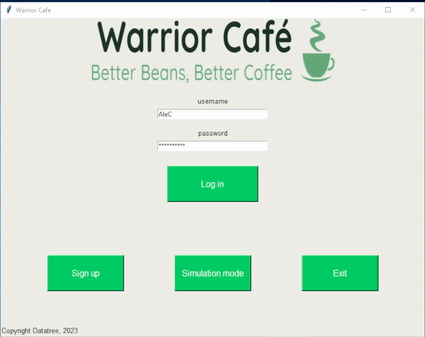 Warrior Cafe
Warrior Café
Better Beans, Better Coffee
username
AleC
password
**********
Log in
Sign up
Simulation mode
Exit
Copyright Datatree, 2023